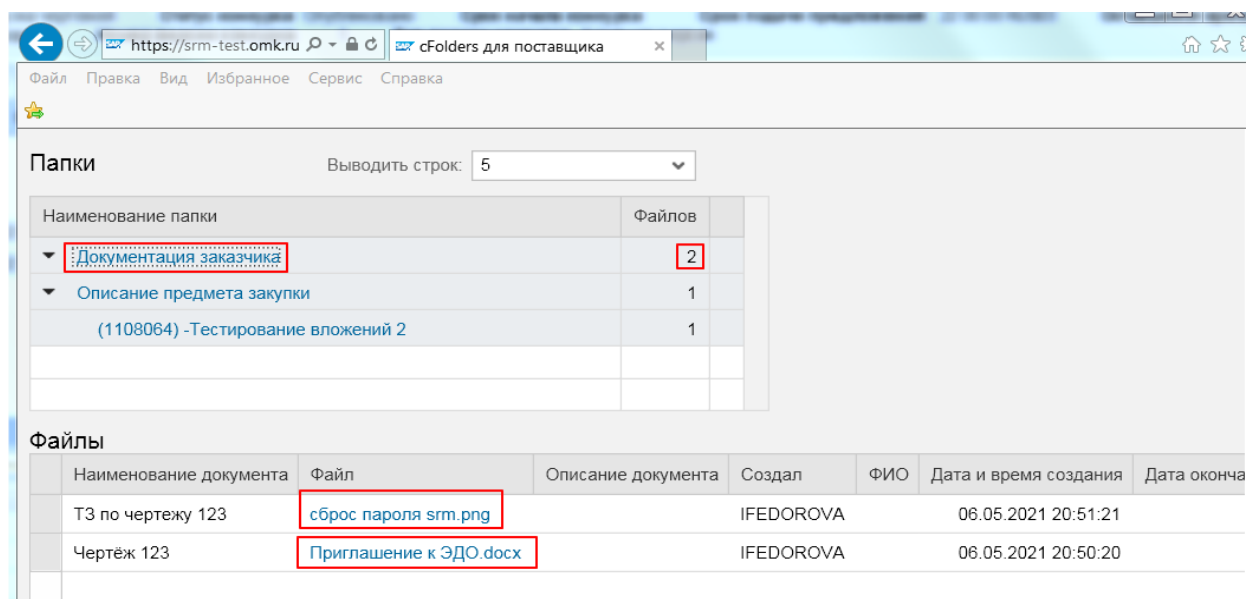 https://srm-test.omk.ru
cFolders для поставщика
Файл Правка Вид Избранное Сервис Справка
Папки
Выводить строк: 5
Наименование папки Файлов
Документация заказчика 2
Описание предмета закупки 1
(1108064) -Тестирование вложений 2 1
Файлы
Наименование документа Файл Описание документа Создал ФИО Дата и время создания Дата оконча
ТЗ по чертежу 123 сброс пароля srm.png IFEDOROVA 06.05.2021 20:51:21
Чертёж 123 Приглашение к ЭДО.docx IFEDOROVA 06.05.2021 20:50:20